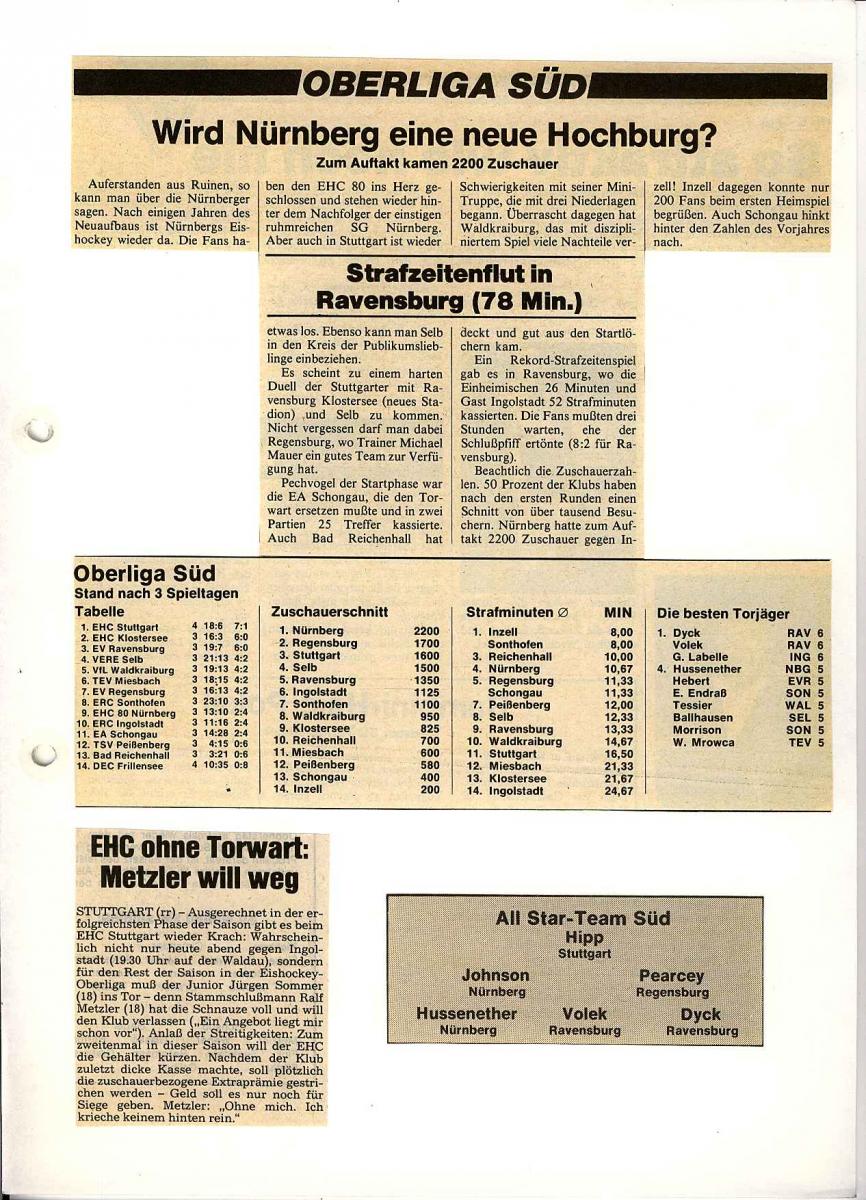 OBERLIGA SÜD
Wird Nürnberg eine neue Hochburg?
Zum Auftakt kamen 2200 Zuschauer
Auferstanden aus Ruinen, so
kann man über die Nürnberger
sagen. Nach einigen Jahren des
Neuaufbaus ist Nürnbergs Eis-
hockey wieder da. Die Fans ha-
ben den EHC 80 ins Herz ge-
schlossen und stehen wieder hin-
ter dem Nachfolger der einstigen
ruhmreichen SG Nürnberg.
Aber auch in Stuttgart ist wieder
Strafzeitenflut in
Ravensburg (78 Min.)
etwas los. Ebenso kann man Selb
in den Kreis der Publikumslieb-
linge einbeziehen.
Es scheint zu einem harten
Duell der Stuttgarter mit Ra-
vensburg Klostersee (neues Sta-
dion) und Selb zu kommen.
Nicht vergessen darf man dabei
Regensburg, wo Trainer Michael
Mauer ein gutes Team zur Verfü-
gung hat.
Pechvogel der Startphase war
die EA Schongau, die den Tor-
wart ersetzen mußte und in zwei
Partien 25 Treffer kassierte.
Auch Bad Reichenhall hat
Schwierigkeiten mit seiner Mini-
Truppe, die mit drei Niederlagen
begann. Überrascht dagegen hat
Waldkraiburg, das mit diszipli-
niertem Spiel viele Nachteile ver-
deckt und gut aus den Startlö-
chern kam.
Ein Rekord-Strafzeitenspiel
gab es in Ravensburg, wo die
Einheimischen 26 Minuten und
Gast Ingolstadt 52 Strafminuten
kassierten. Die Fans mußten drei
Stunden warten, ehe der
Schlußpfiff ertönte (8:2 für Ra-
vensburg).
Beachtlich die Zuschauerzah-
len. 50 Prozent der Klubs haben
nach den ersten Runden einen
Schnitt von über tausend Besu-
chern. Nürnberg hatte zum Auf-
takt 2200 Zuschauer gegen In-
zell! Inzell dagegen konnte nur
200 Fans beim ersten Heimspiel
begrüßen. Auch Schongau hinkt
hinter den Zahlen des Vorjahres
nach.
Oberliga Süd
Stand nach 3 Spieltagen
Tabelle
1. EHC Stuttgart 4 18:6 7:1
2. EHC Klostersee 3 16:3 6:0
3. EV Ravensburg 3 19:7 6:0
4. VERE Selb 3 21:13 4:2
5. VfL Waldkraiburg 3 19:13 4:2
6. TEV Miesbach 3 18:15 4:2
7. EV Regensburg 3 16:13 4:2
8. ERC Sonthofen 3 23:10 3:3
9. EHC 80 Nürnberg 3 13:10 2:4
10. ERC Ingolstadt 3 11:16 2:4
11. EA Schongau 3 14:28 2:4
12. TSV Peißenberg 3 4:15 0:6
13. Bad Reichenhall 3 3:21 0:6
14. DEC Frillensee 4 10:35 0:8
Zuschauerschnitt
1. Nürnberg 2200
2. Regensburg 1700
3. Stuttgart 1600
4. Selb 1500
5. Ravensburg 1350
6. Ingolstadt 1125
7. Sonthofen 1100
8. Waldkraiburg 950
9. Klostersee 825
10. Reichenhall 700
11. Miesbach 600
12. Peißenberg 580
13. Schongau 400
14. Inzell 200
Strafminuten Ø MIN
1. Inzell 8,00
Sonthofen 8,00
3. Reichenhall 10,00
4. Nürnberg 10,67
5. Regensburg 11,33
Schongau 11,33
7. Peißenberg 12,00
8. Selb 12,33
9. Ravensburg 13,33
10. Waldkraiburg 14,67
11. Stuttgart 16,50
12. Miesbach 21,33
13. Klostersee 21,67
14. Ingolstadt 24,67
Die besten Torjäger
1. Dyck RAV 6
Volek RAV 6
G. Labelle ING 6
4. Hussenether NBG 5
Hebert EVR 5
E. Endraß SON 5
Tessier WAL 5
Ballhausen SEL 5
Morrison SON 5
W. Mrowca TEV 5
EHC ohne Torwart:
Metzler will weg
STUTTGART (rr) – Ausgerechnet in der er-
folgreichsten Phase der Saison gibt es beim
EHC Stuttgart wieder Krach: Wahrschein-
lich nicht nur heute abend gegen Ingol-
stadt (19.30 Uhr auf der Waldau), sondern
für den Rest der Saison in der Eishockey-
Oberliga muß der Junior Jürgen Sommer
(18) ins Tor – denn Stammschlußmann Ralf
Metzler (18) hat die Schnauze voll und will
den Klub verlassen („Ein Angebot liegt mir
schon vor“). Anlaß der Streitigkeiten: Zum
zweitenmal in dieser Saison will der EHC
die Gehälter kürzen. Nachdem der Klub
zuletzt dicke Kasse machte, soll plötzlich
die zuschauerbezogene Extraprämie gestri-
chen werden – Geld soll es nur noch für
Siege geben. Metzler: „Ohne mich. Ich
krieche keinem hinten rein.“
All Star-Team Süd
Hipp
Stuttgart
Johnson Pearcey
Nürnberg Regensburg
Hussenether Volek Dyck
Nürnberg Ravensburg Ravensburg